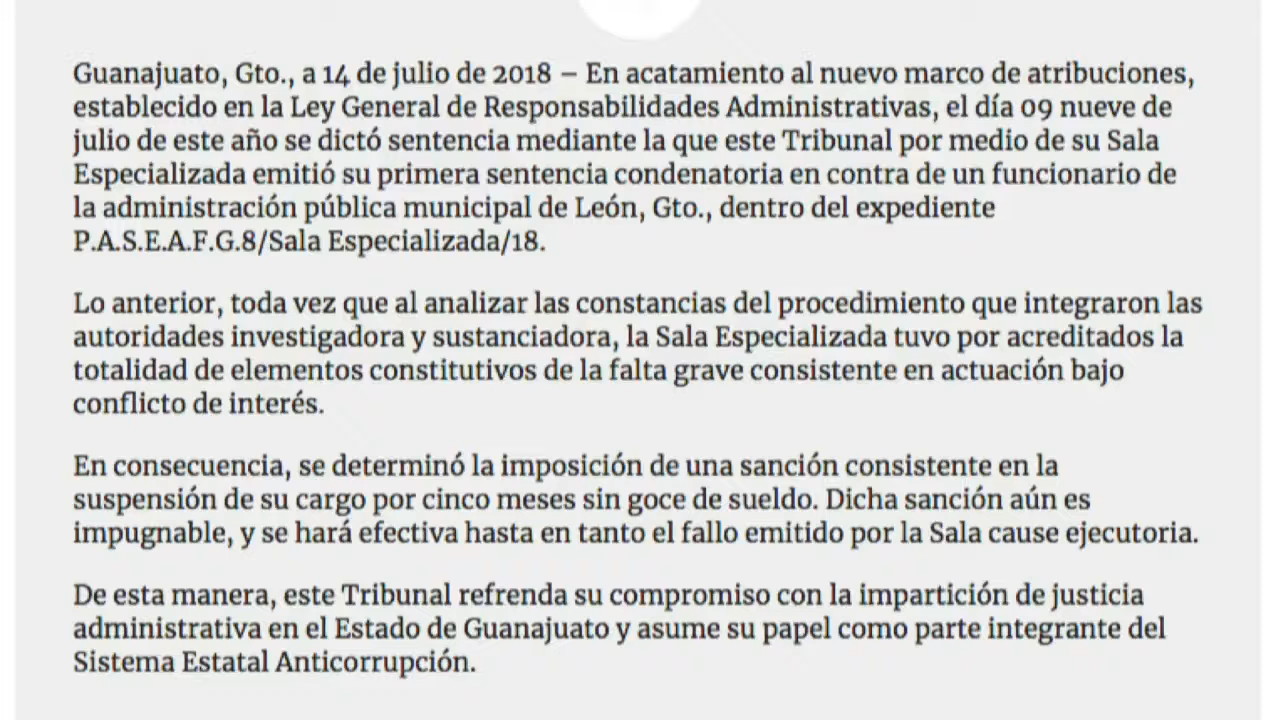 Guanajuato, Gto., a 14 de julio de 2018 – En acatamiento al nuevo marco de atribuciones,
establecido en la Ley General de Responsabilidades Administrativas, el día 09 nueve de
julio de este año se dictó sentencia mediante la que este Tribunal por medio de su Sala
Especializada emitió su primera sentencia condenatoria en contra de un funcionario de
la administración pública municipal de León, Gto., dentro del expediente
P.A.S.E.A.F.G.8/Sala Especializada/18.
Lo anterior, toda vez que al analizar las constancias del procedimiento que integraron las
autoridades investigadora y sustanciadora, la Sala Especializada tuvo por acreditados la
totalidad de elementos constitutivos de la falta grave consistente en actuación bajo
conflicto de interés.
En consecuencia, se determinó la imposición de una sanción consistente en la
suspensión de su cargo por cinco meses sin goce de sueldo. Dicha sanción aún es
impugnable, y se hará efectiva hasta en tanto el fallo emitido por la Sala cause ejecutoria.
De esta manera, este Tribunal refrenda su compromiso con la impartición de justicia
administrativa en el Estado de Guanajuato y asume su papel como parte integrante del
Sistema Estatal Anticorrupción.